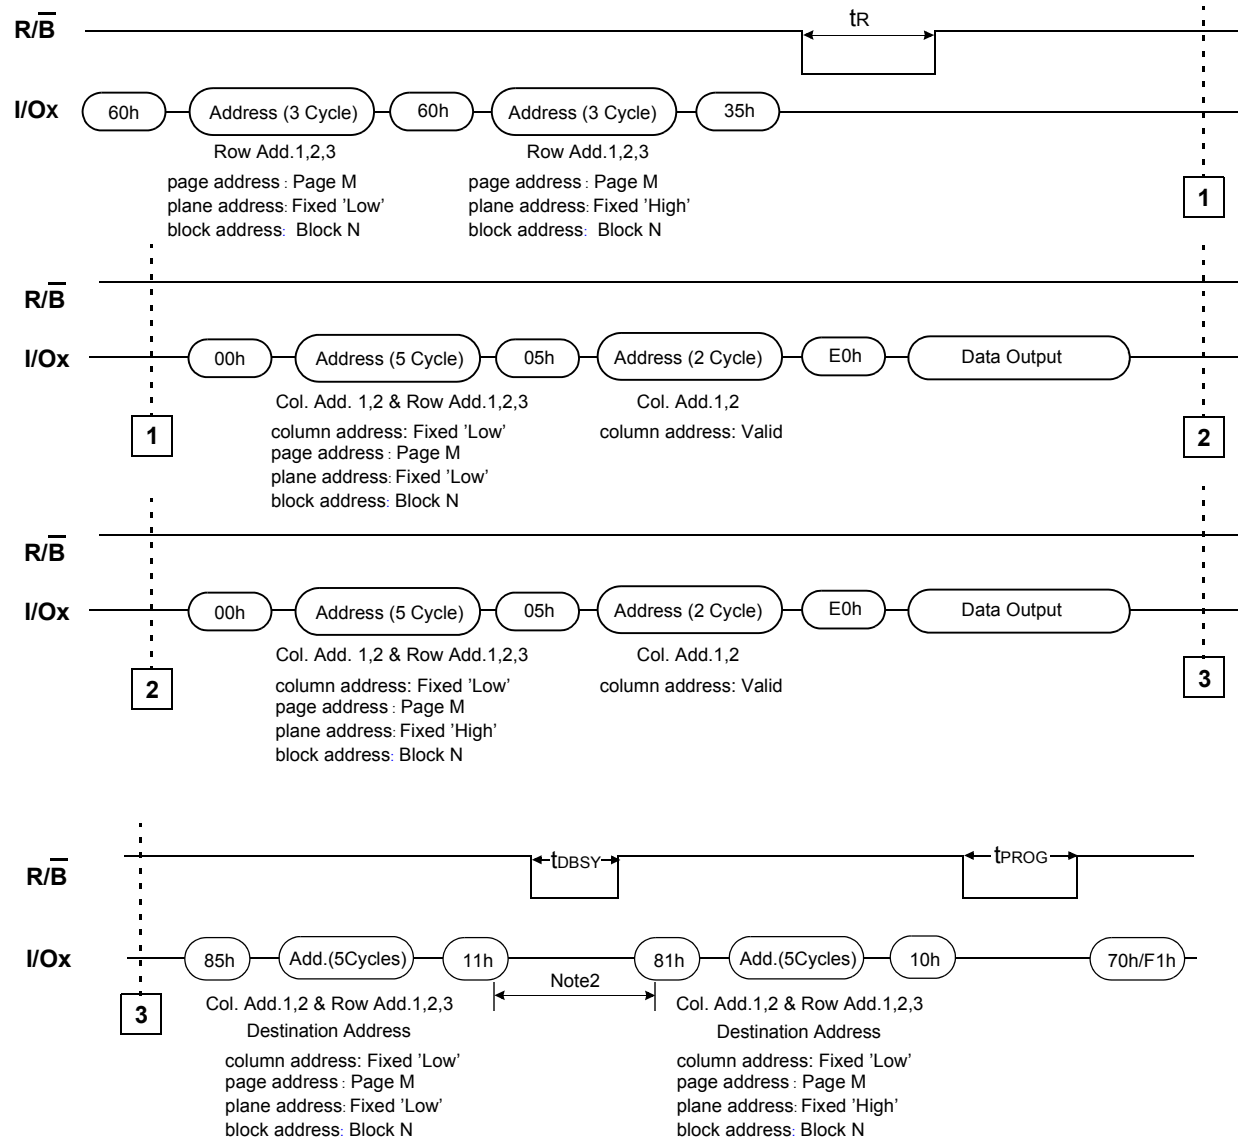 R/B tR
I/Ox 60h Address (3 Cycle) 60h Address (3 Cycle) 35h
Row Add.1,2,3 Row Add.1,2,3
page address : Page M page address : Page M
plane address: Fixed 'Low' plane address: Fixed 'High'
block address: Block N block address: Block N
1
R/B
I/Ox 00h Address (5 Cycle) 05h Address (2 Cycle) E0h Data Output
Col. Add. 1,2 & Row Add.1,2,3 Col. Add.1,2
1 column address: Fixed 'Low' column address: Valid 2
page address : Page M
plane address: Fixed 'Low'
block address: Block N
R/B
I/Ox 00h Address (5 Cycle) 05h Address (2 Cycle) E0h Data Output
Col. Add. 1,2 & Row Add.1,2,3 Col. Add.1,2
2 column address: Fixed 'Low' column address: Valid 3
page address : Page M
plane address: Fixed 'High'
block address: Block N
R/B tDBSY tPROG
I/Ox 85h Add.(5Cycles) 11h 81h Add.(5Cycles) 10h 70h/F1h
Note2
3 Col. Add.1,2 & Row Add.1,2,3 Col. Add.1,2 & Row Add.1,2,3
Destination Address Destination Address
column address: Fixed 'Low' column address: Fixed 'Low'
page address : Page M page address : Page M
plane address: Fixed 'Low' plane address: Fixed 'High'
block address: Block N block address: Block N